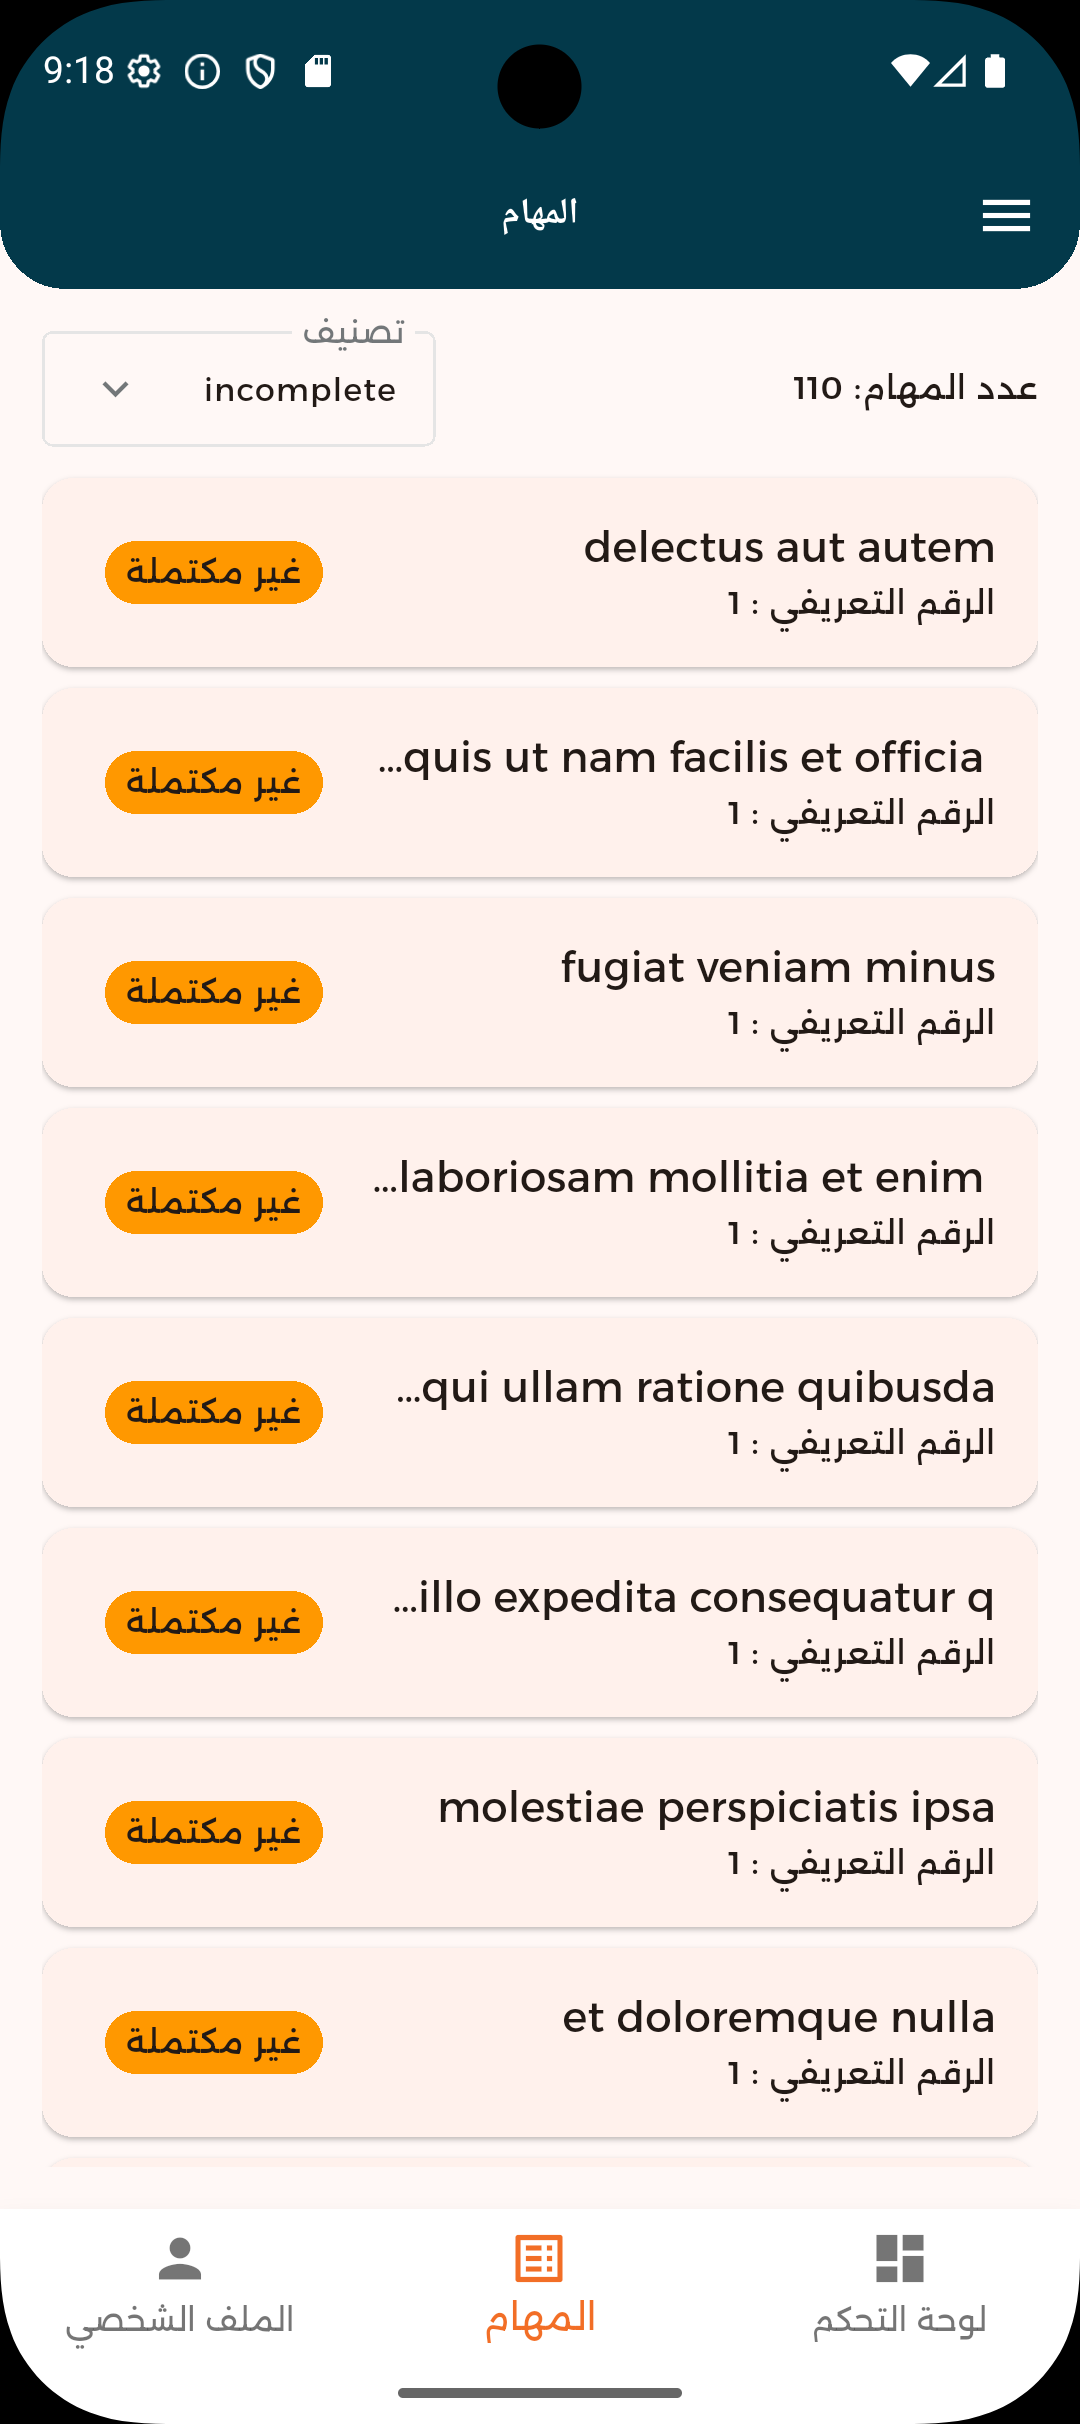 9:18
المهام
عدد المهام: 110
تصنيف
incomplete
delectus aut autem
الرقم التعريفي : 1
غير مكتملة
quis ut nam facilis et officia...
الرقم التعريفي : 1
غير مكتملة
fugiat veniam minus
الرقم التعريفي : 1
غير مكتملة
laboriosam mollitia et enim...
الرقم التعريفي : 1
غير مكتملة
qui ullam ratione quibusda...
الرقم التعريفي : 1
غير مكتملة
illo expedita consequatur q...
الرقم التعريفي : 1
غير مكتملة
molestiae perspiciatis ipsa
الرقم التعريفي : 1
غير مكتملة
et doloremque nulla
الرقم التعريفي : 1
غير مكتملة
لوحة التحكم
المهام
الملف الشخصي